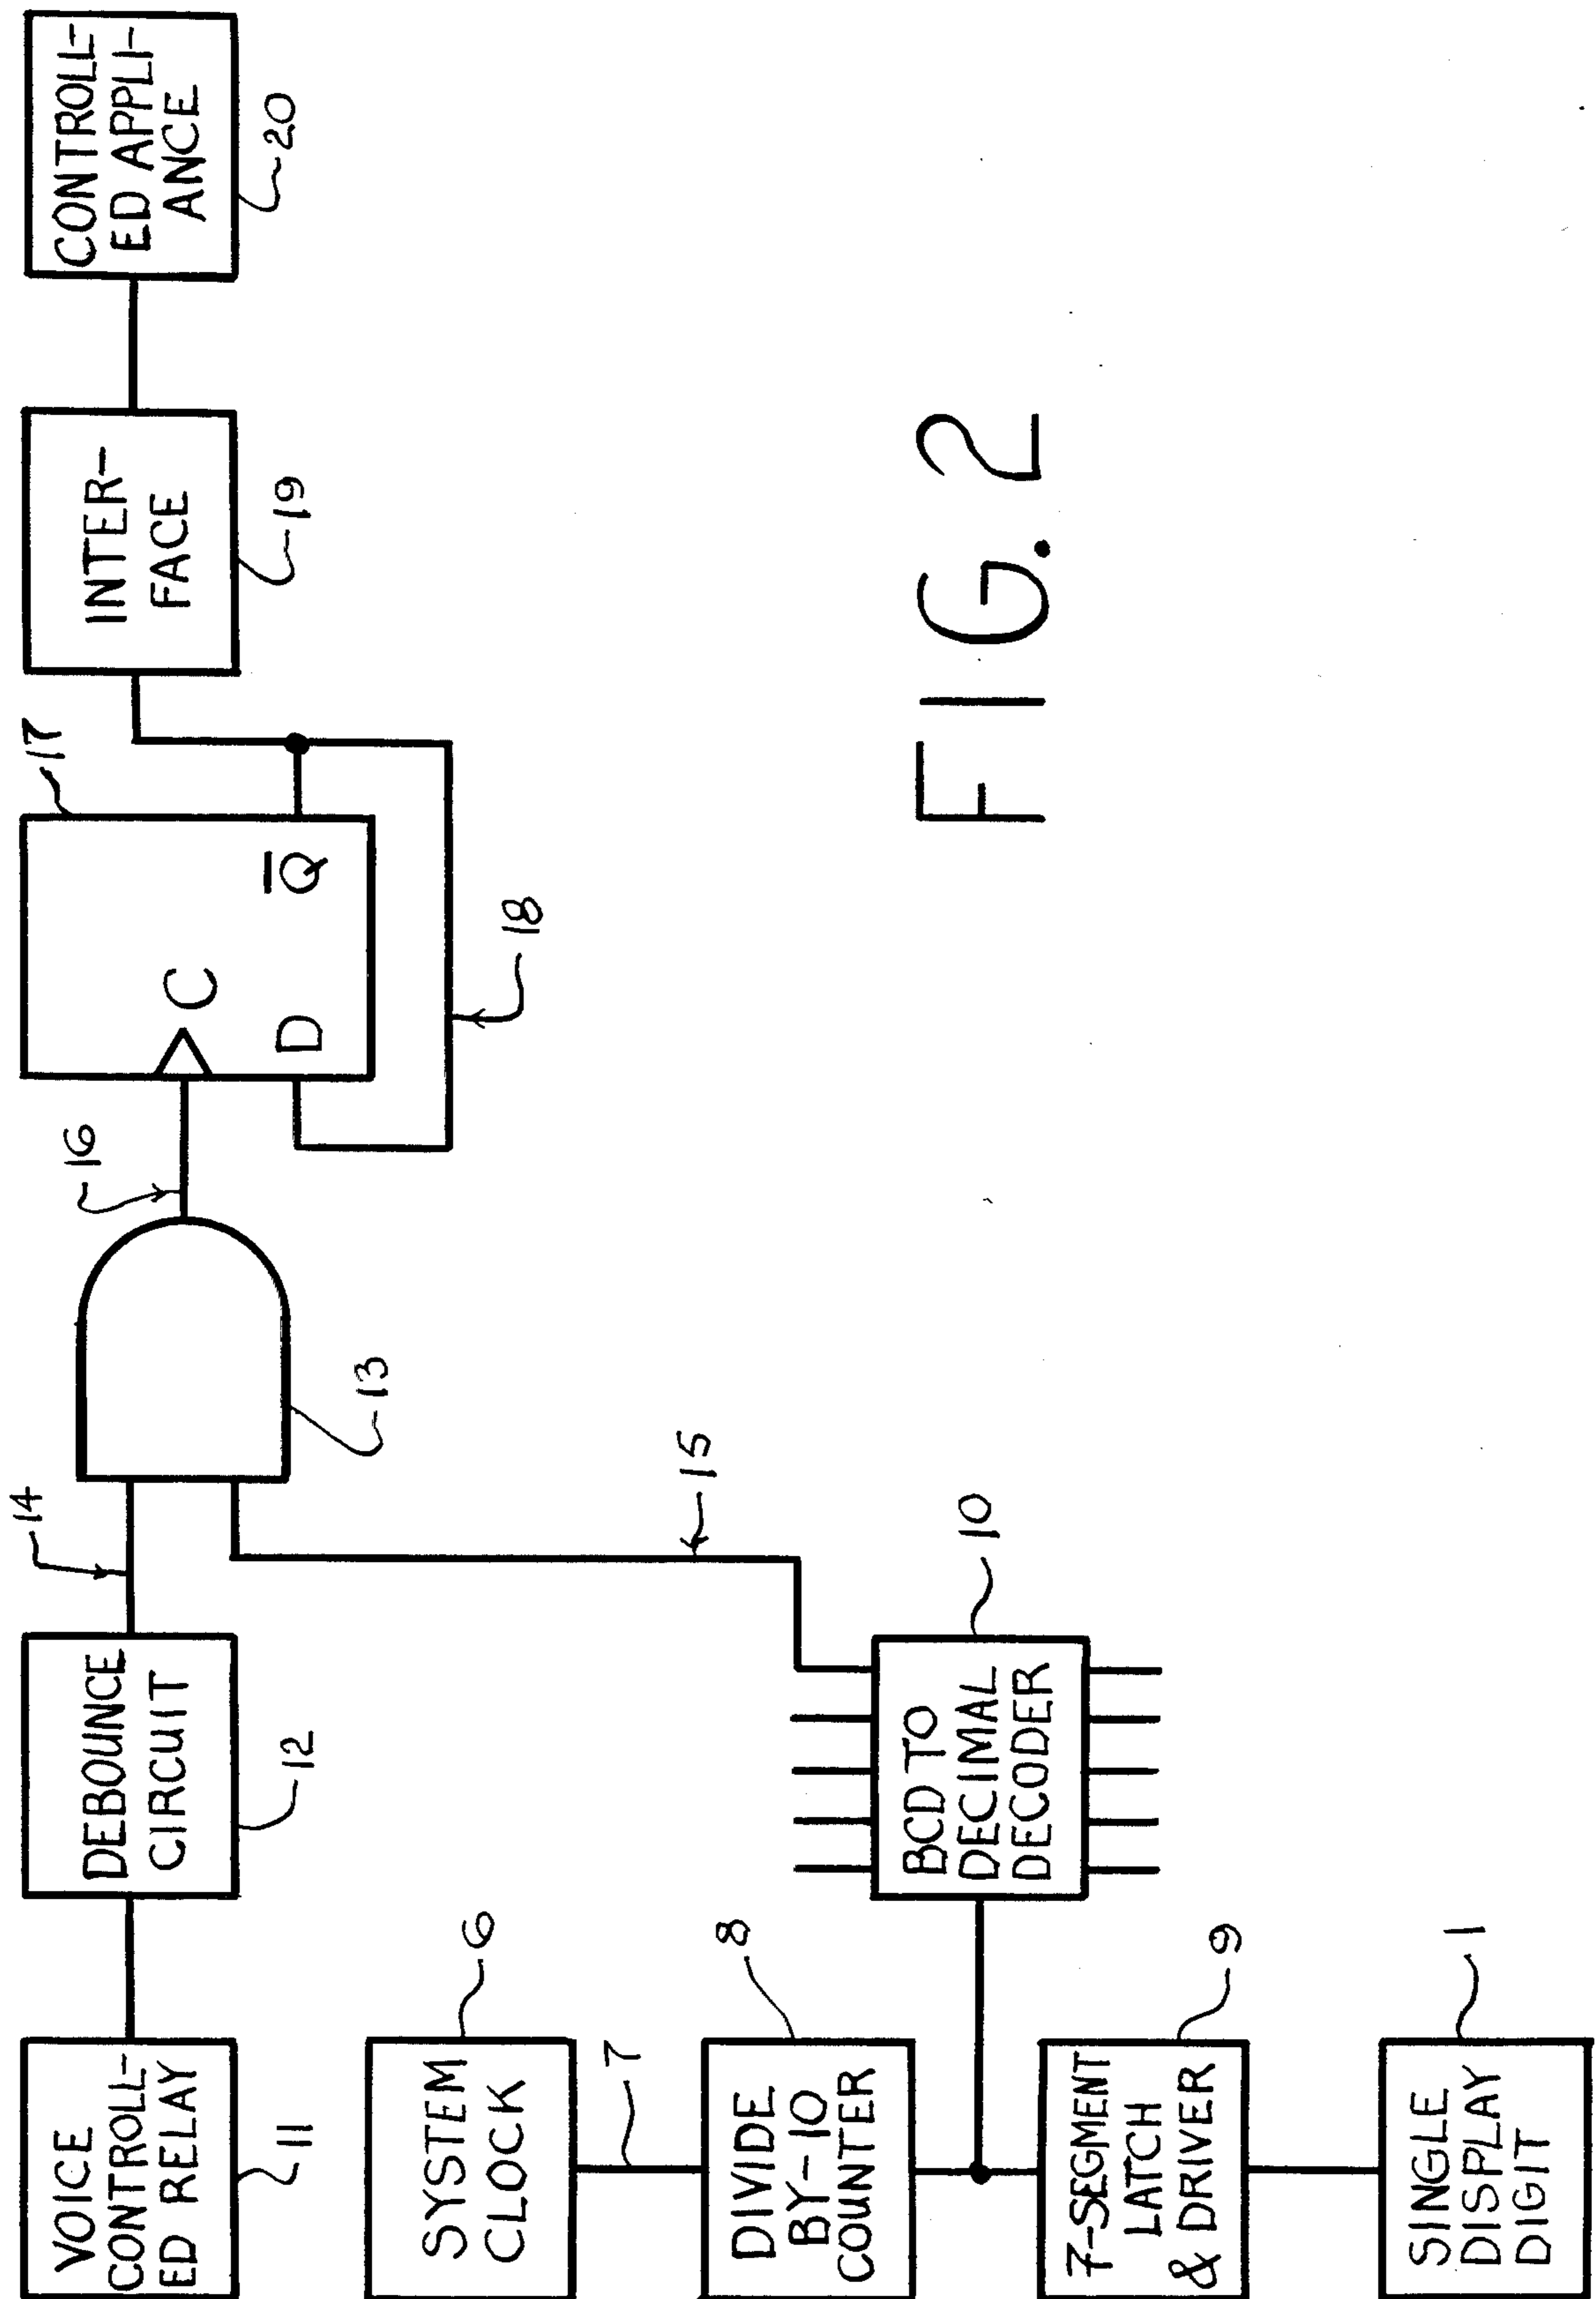 VOICE
CONTROLL-
ED RELAY
11
DEBOUNCE
CIRCUIT
12
14
13
16
C
D
Q̅
17
18
INTER-
FACE
19
CONTROLL-
ED APPLI-
ANCE
20
SYSTEM
CLOCK
6
7
DIVIDE
BY-10
COUNTER
8
BCD TO
DECIMAL
DECODER
10
15
7-SEGMENT
LATCH
& DRIVER
9
SINGLE
DISPLAY
DIGIT
1
FIG. 2